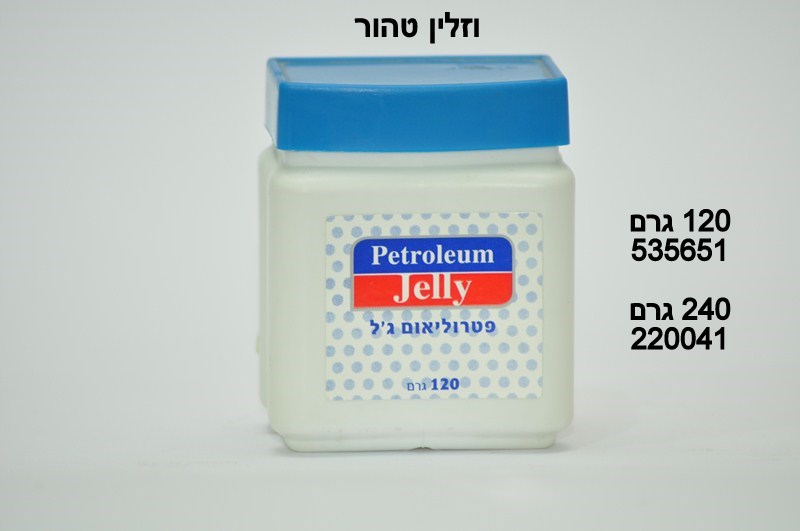 וזלין טהור
Petroleum
Jelly
פטרוליאום ג'ל
120 גרם
120 גרם
535651
240 גרם
220041